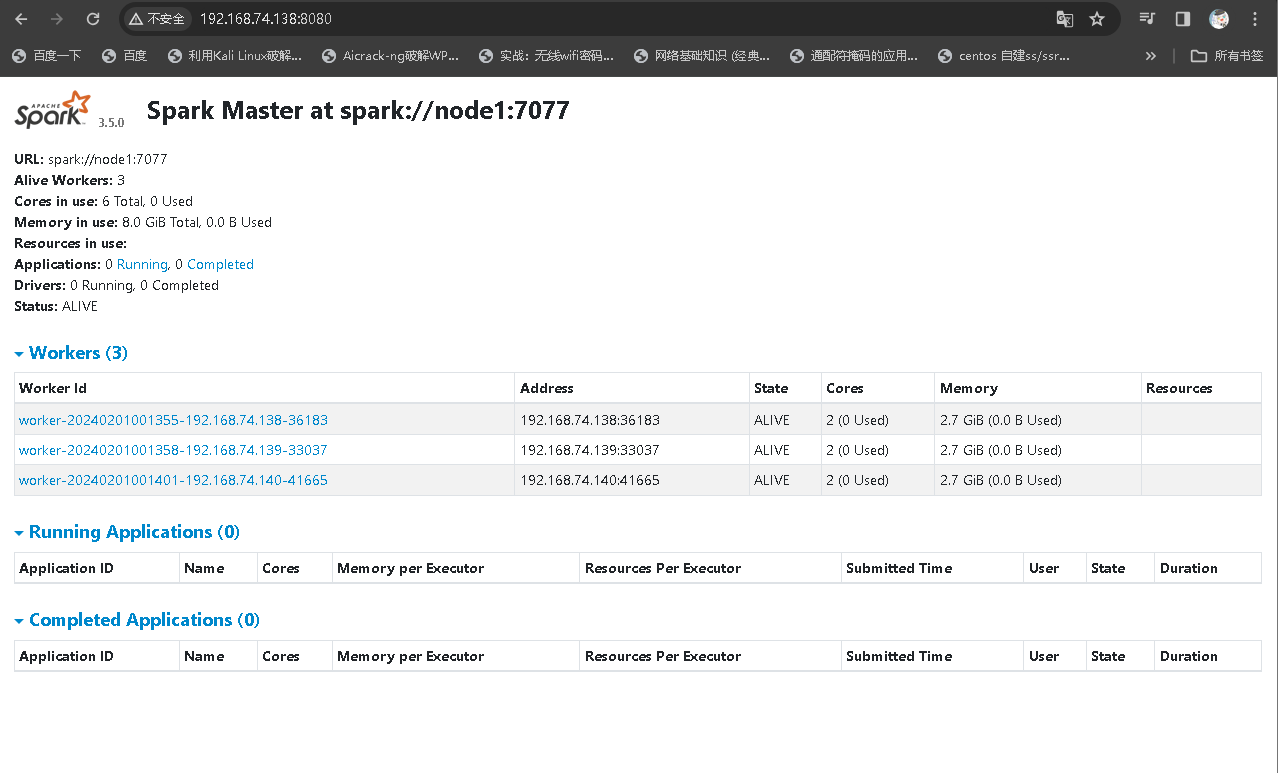 不安全 192.168.74.138:8080
百度一下 百度 利用Kali Linux破解... Aicrack-ng破解WP... 实战：无线wifi密码... 网络基础知识 (经典... 通配符掩码的应用... centos 自建ss/ssr... » 所有书签
APACHE Spark 3.5.0 Spark Master at spark://node1:7077
URL: spark://node1:7077
Alive Workers: 3
Cores in use: 6 Total, 0 Used
Memory in use: 8.0 GiB Total, 0.0 B Used
Resources in use:
Applications: 0 Running, 0 Completed
Drivers: 0 Running, 0 Completed
Status: ALIVE
Workers (3)
Worker Id Address State Cores Memory Resources
worker-20240201001355-192.168.74.138-36183 192.168.74.138:36183 ALIVE 2 (0 Used) 2.7 GiB (0.0 B Used)
worker-20240201001358-192.168.74.139-33037 192.168.74.139:33037 ALIVE 2 (0 Used) 2.7 GiB (0.0 B Used)
worker-20240201001401-192.168.74.140-41665 192.168.74.140:41665 ALIVE 2 (0 Used) 2.7 GiB (0.0 B Used)
Running Applications (0)
Application ID Name Cores Memory per Executor Resources Per Executor Submitted Time User State Duration
Completed Applications (0)
Application ID Name Cores Memory per Executor Resources Per Executor Submitted Time User State Duration